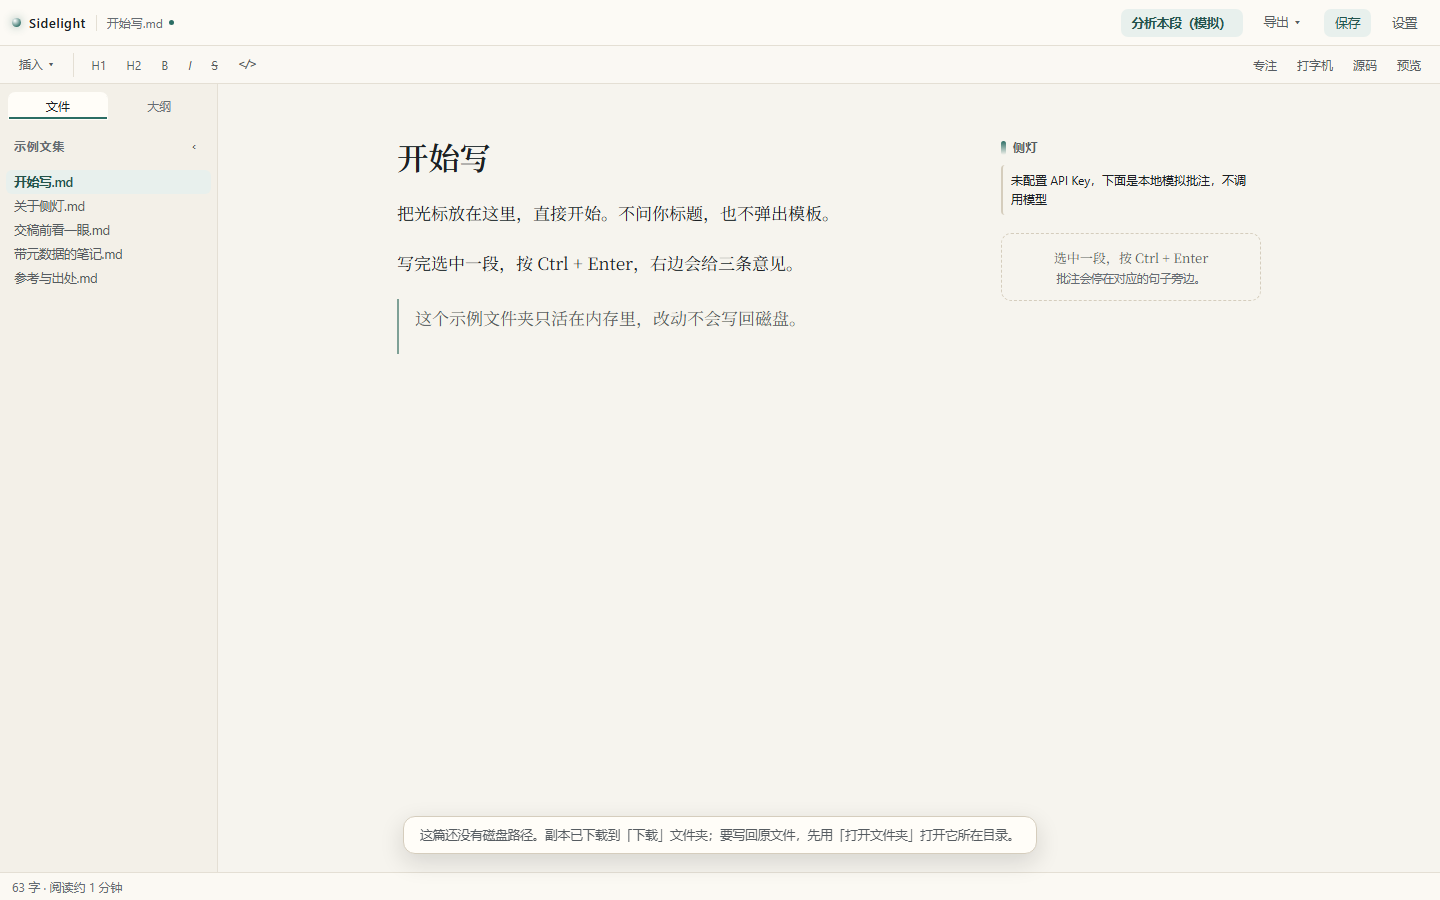 Sidelight 开始写.md 分析本段（模拟） 导出 保存 设置
插入 H1 H2 B I S </> 专注 打字机 源码 预览
文件 大纲
示例文集
开始写.md
关于侧灯.md
交稿前看一眼.md
带元数据的笔记.md
参考与出处.md
开始写
把光标放在这里，直接开始。不问你标题，也不弹出模板。
写完选中一段，按 Ctrl + Enter，右边会给三条意见。
这个示例文件夹只活在内存里，改动不会写回磁盘。
侧灯
未配置 API Key，下面是本地模拟批注，不调
用模型
选中一段，按 Ctrl + Enter
批注会停在对应的句子旁边。
这篇还没有磁盘路径。副本已下载到「下载」文件夹；要写回原文件，先用「打开文件夹」打开它所在目录。
63 字 · 阅读约 1 分钟